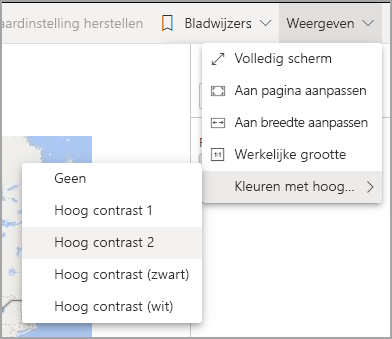 aardinstelling herstellen Bladwijzers Weergeven
Volledig scherm
Aan pagina aanpassen
Aan breedte aanpassen
Werkelijke grootte
Kleuren met hoog...
Geen
Hoog contrast 1
Hoog contrast 2
Hoog contrast (zwart)
Hoog contrast (wit)